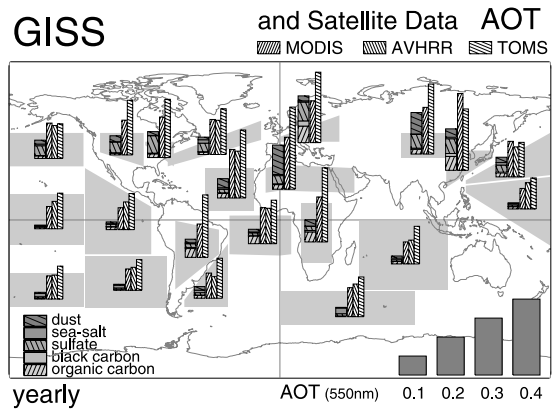 GISS and Satellite Data AOT
MODIS AVHRR TOMS
dust
sea-salt
sulfate
black carbon
organic carbon
yearly AOT (550nm) 0.1 0.2 0.3 0.4